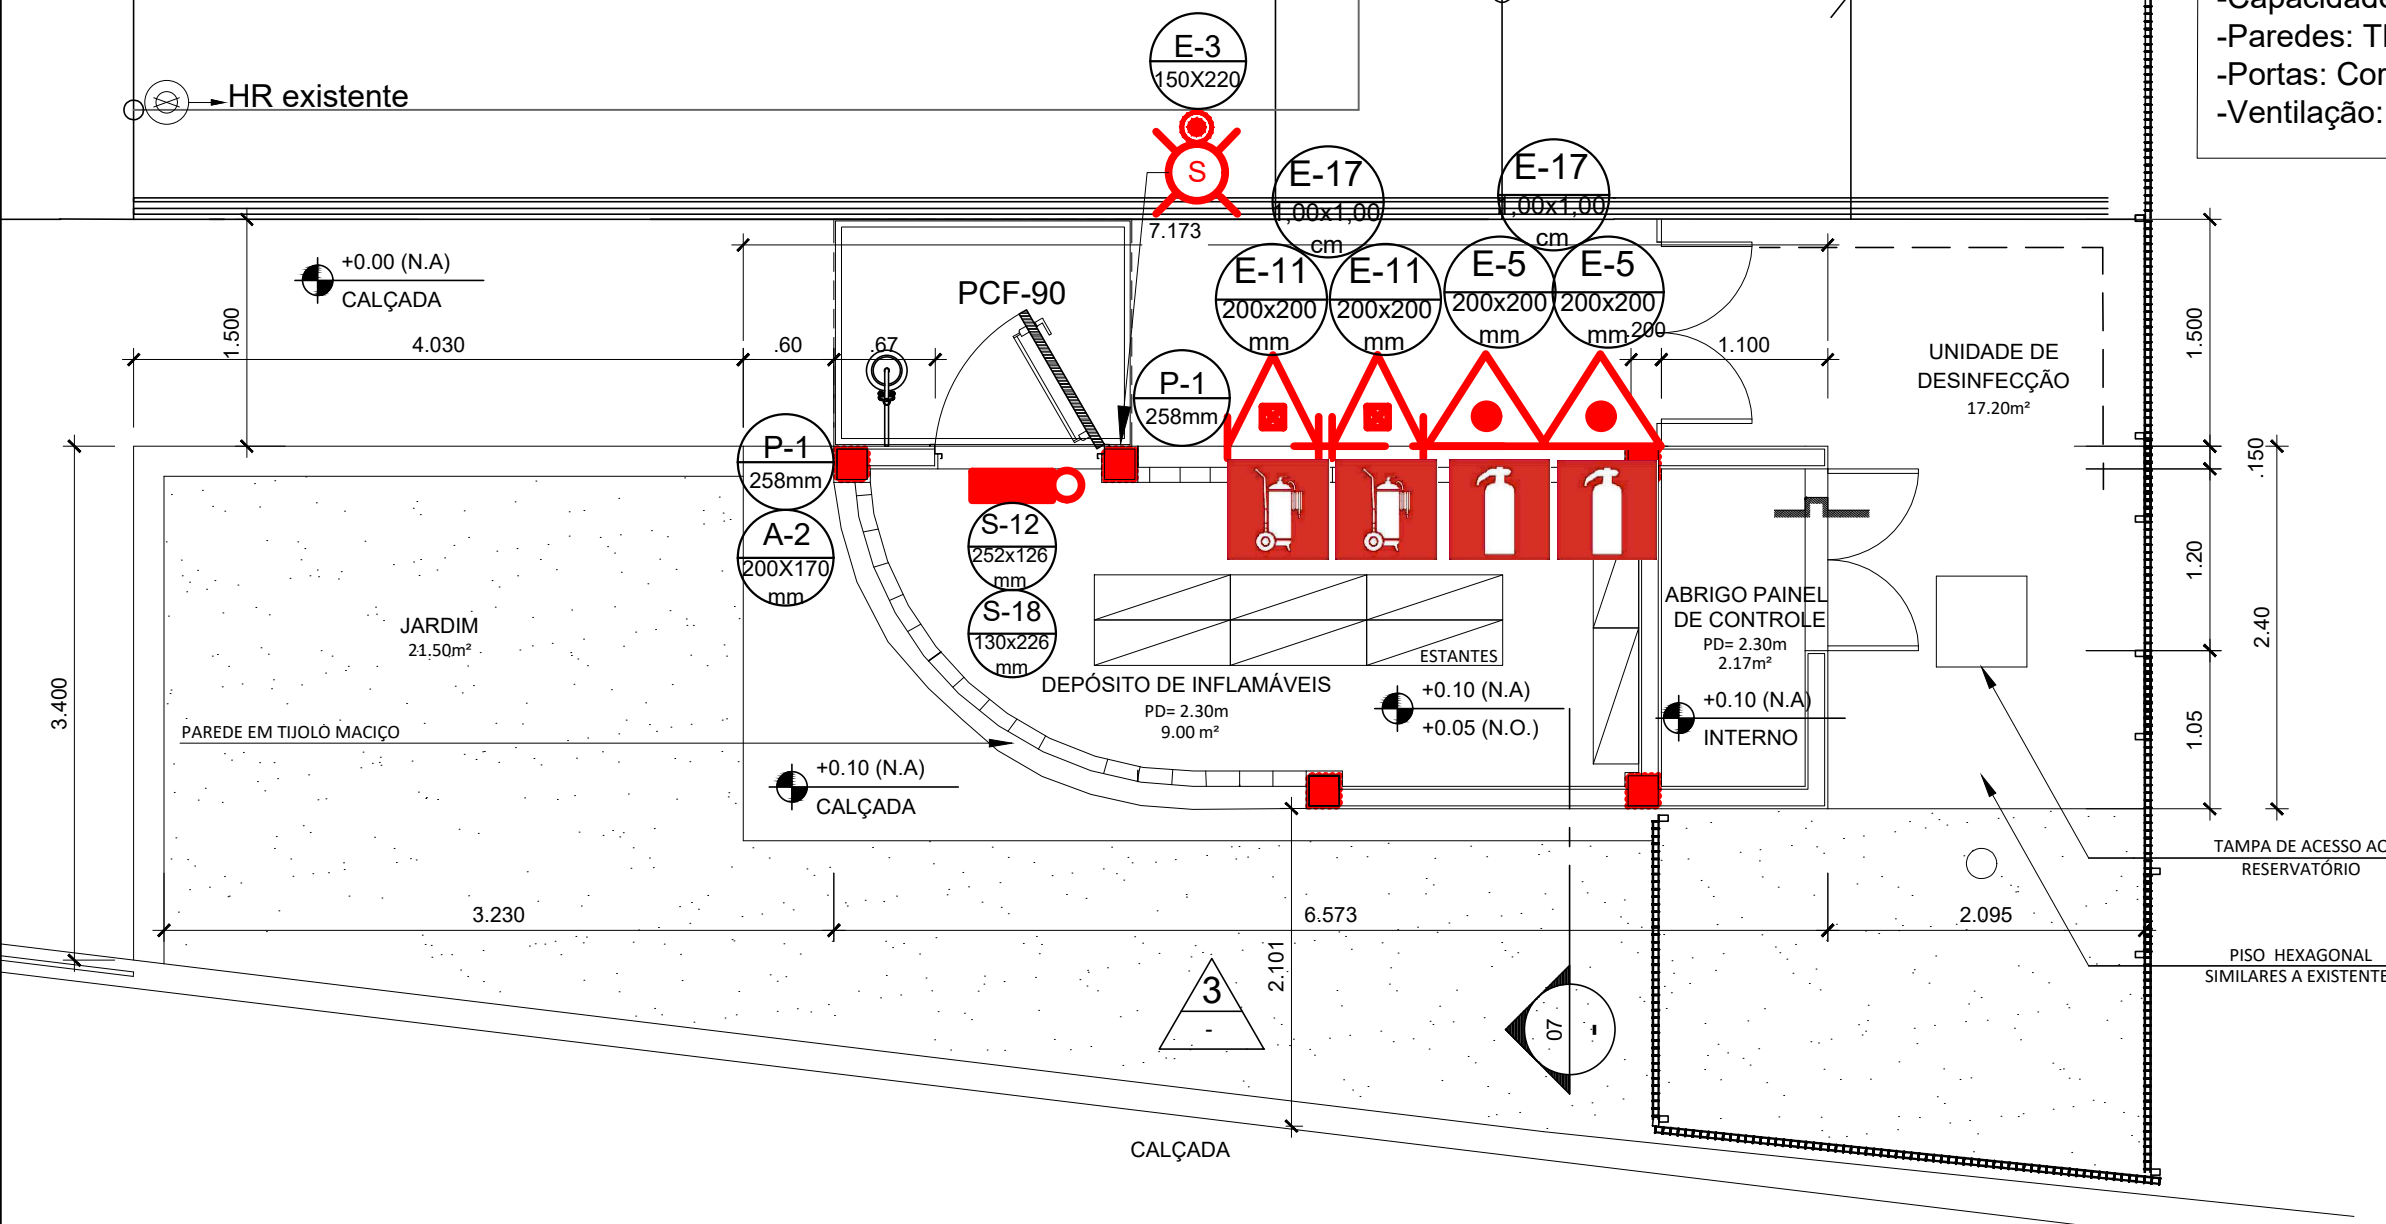 -Paredes:
-Portas:
-Ventilação:
E-3
150X220
HR existente
S
E-17
1,00x1,00
cm
E-17
1,00x1,00
cm
7.173
+0.00 (N.A)
CALÇADA
PCF-90
E-11
200x200
mm
E-11
200x200
mm
E-5
200x200
mm
E-5
200x200
mm
.200
1.500
4.030
.60
.67
1.100
1.500
UNIDADE DE
DESINFECÇÃO
17.20m²
P-1
258mm
P-1
258mm
A-2
200X170
mm
S-12
252x126
mm
S-18
130x226
mm
.150
1.20
2.40
1.05
JARDIM
21.50m²
3.400
ESTANTES
ABRIGO PAINEL
DE CONTROLE
PD= 2.30m
2.17m²
DEPÓSITO DE INFLAMÁVEIS
PD= 2.30m
9.00 m²
+0.10 (N.A)
+0.05 (N.O.)
+0.10 (N.A)
INTERNO
PAREDE EM TIJOLO MACIÇO
+0.10 (N.A)
CALÇADA
TAMPA DE ACESSO AO
RESERVATÓRIO
3.230
6.573
2.095
2.101
PISO HEXAGONAL
SIMILARES A EXISTENTE
3
-
07
-
CALÇADA